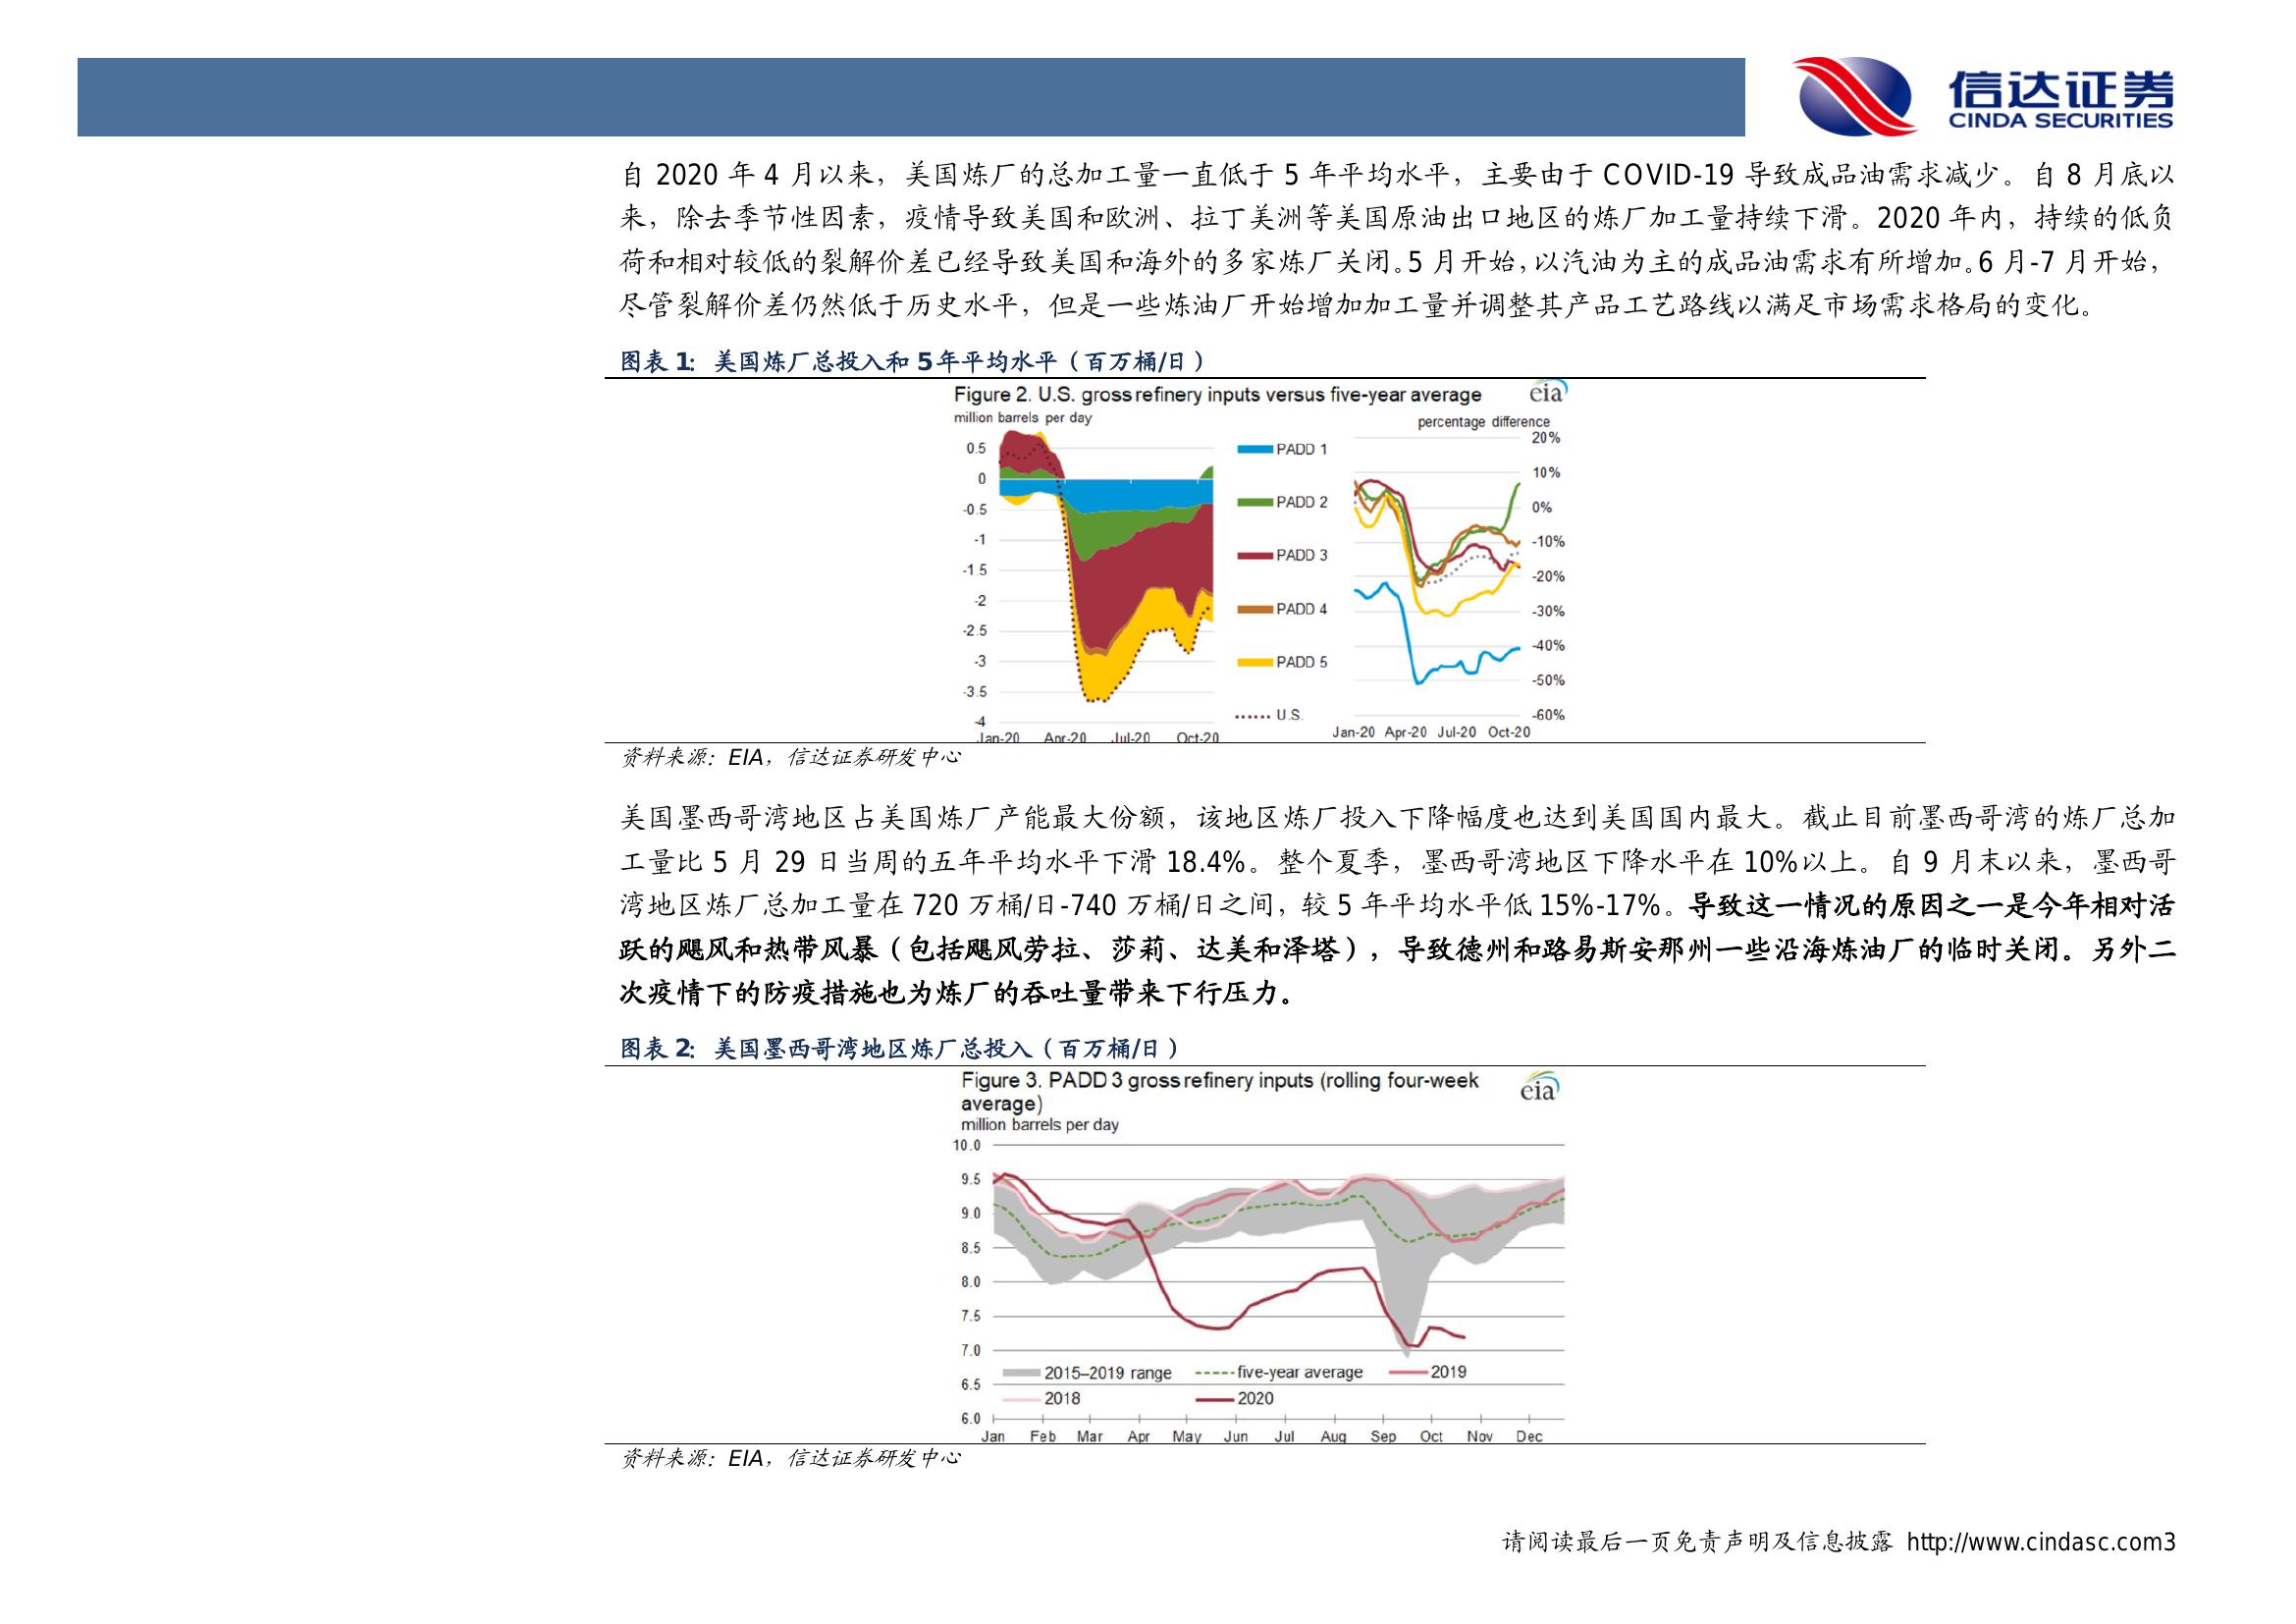 信达证券
CINDA SECURITIES
自 2020 年 4 月以来，美国炼厂的总加工量一直低于 5 年平均水平，主要由于 COVID-19 导致成品油需求减少。自 8 月底以
来，除去季节性因素，疫情导致美国和欧洲、拉丁美洲等美国原油出口地区的炼厂加工量持续下滑。2020 年内，持续的低负
荷和相对较低的裂解价差已经导致美国和海外的多家炼厂关闭。5 月开始，以汽油为主的成品油需求有所增加。6 月-7 月开始，
尽管裂解价差仍然低于历史水平，但是一些炼油厂开始增加加工量并调整其产品工艺路线以满足市场需求格局的变化。
图表 1：美国炼厂总投入和 5 年平均水平（百万桶/日）
Figure 2. U.S. gross refinery inputs versus five-year average
eia
million barrels per day
percentage difference
0.5
0
-0.5
-1
-1.5
-2
-2.5
-3
-3.5
-4
Jan-20 Apr-20 Jul-20 Oct-20
PADD 1
PADD 2
PADD 3
PADD 4
PADD 5
U.S.
20%
10%
0%
-10%
-20%
-30%
-40%
-50%
-60%
Jan-20 Apr-20 Jul-20 Oct-20
资料来源：EIA，信达证券研发中心
美国墨西哥湾地区占美国炼厂产能最大份额，该地区炼厂投入下降幅度也达到美国国内最大。截止目前墨西哥湾的炼厂总加
工量比 5 月 29 日当周的五年平均水平下滑 18.4%。整个夏季，墨西哥湾地区下降水平在 10%以上。自 9 月末以来，墨西哥
湾地区炼厂总加工量在 720 万桶/日-740 万桶/日之间，较 5 年平均水平低 15%-17%。导致这一情况的原因之一是今年相对活
跃的飓风和热带风暴（包括飓风劳拉、莎莉、达美和泽塔），导致德州和路易斯安那州一些沿海炼油厂的临时关闭。另外二
次疫情下的防疫措施也为炼厂的吞吐量带来下行压力。
图表 2：美国墨西哥湾地区炼厂总投入（百万桶/日）
Figure 3. PADD 3 gross refinery inputs (rolling four-week
average)
eia
million barrels per day
10.0
9.5
9.0
8.5
8.0
7.5
7.0
6.5
6.0
2015–2019 range five-year average 2019
2018 2020
Jan Feb Mar Apr May Jun Jul Aug Sep Oct Nov Dec
资料来源：EIA，信达证券研发中心
请阅读最后一页免责声明及信息披露 http://www.cindasc.com3